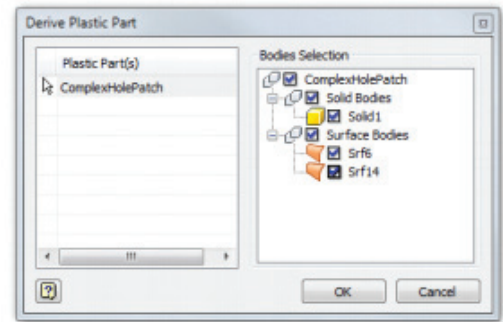 Derive Plastic Part
Plastic Part(s)
ComplexHolePatch
Bodies Selection
ComplexHolePatch
Solid Bodies
Solid1
Surface Bodies
Srf6
Srf14
OK
Cancel